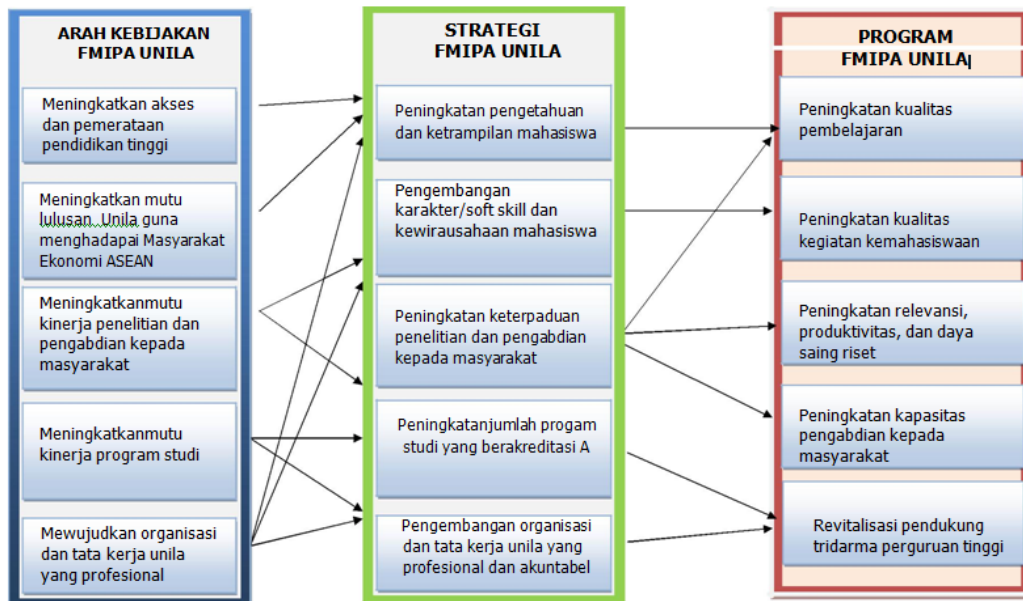 ARAH KEBIJAKAN
FMIPA UNILA
Meningkatkan akses
dan pemerataan
pendidikan tinggi
Meningkatkan mutu
lulusan Unila guna
menghadapai Masyarakat
Ekonomi ASEAN
Meningkatkanmutu
kinerja penelitian dan
pengabdian kepada
masyarakat
Meningkatkanmutu
kinerja program studi
Mewujudkan organisasi
dan tata kerja unila
yang profesional
STRATEGI
FMIPA UNILA
Peningkatan pengetahuan
dan ketrampilan mahasiswa
Pengembangan
karakter/soft skill dan
kewirausahaan mahasiswa
Peningkatan keterpaduan
penelitian dan pengabdian
kepada masyarakat
Peningkatanjumlah progam
studi yang berakreditasi A
Pengembangan organisasi
dan tata kerja unila yang
profesional dan akuntabel
PROGRAM
FMIPA UNILA
Peningkatan kualitas
pembelajaran
Peningkatan kualitas
kegiatan kemahasiswaan
Peningkatan relevansi,
produktivitas, dan daya
saing riset
Peningkatan kapasitas
pengabdian kepada
masyarakat
Revitalisasi pendukung
tridarma perguruan tinggi